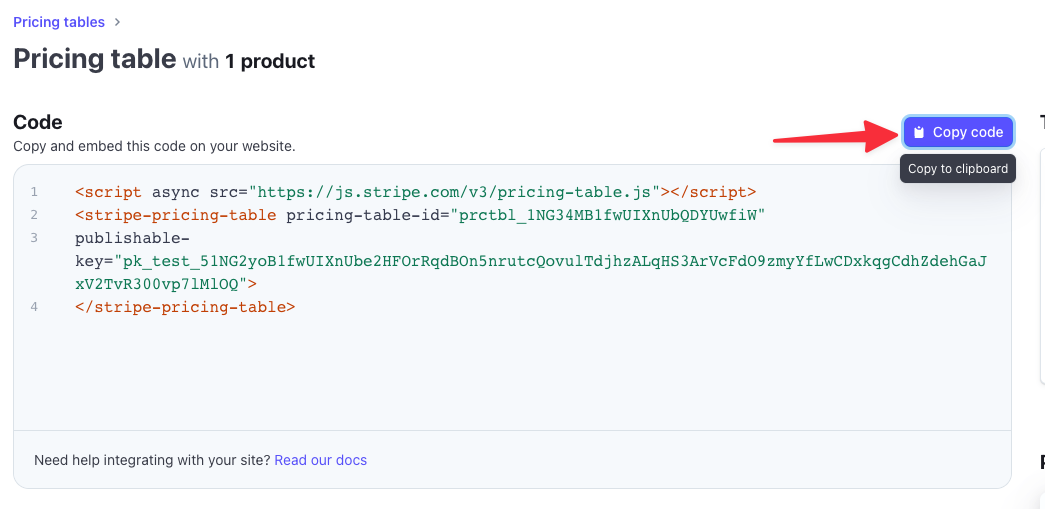 Pricing tables >
Pricing table with 1 product
Code
Copy and embed this code on your website.
Copy code
Copy to clipboard
1 <script async src="https://js.stripe.com/v3/pricing-table.js"></script>
2 <stripe-pricing-table pricing-table-id="prctbl_1NG34MB1fwUIXnUbQDYUwfiW"
3 publishable-
key="pk_test_51NG2yoB1fwUIXnUbe2HFOrRqdBOn5nrutcQovulTdjhzALqHS3ArVcFdO9zmyYfLwCDxkqgCdhZdehGaJ
xV2TvR300vp7lMlOQ">
4 </stripe-pricing-table>
Need help integrating with your site? Read our docs